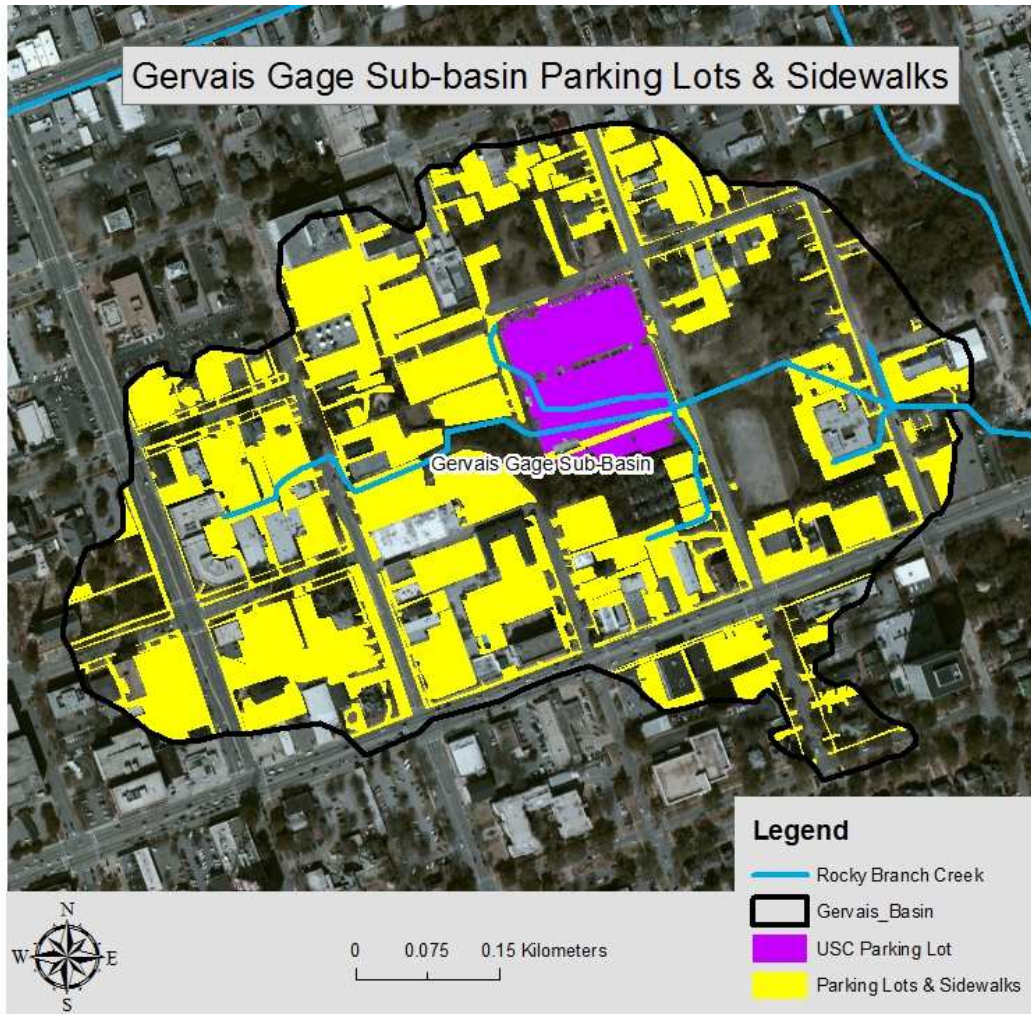 Gervais Gage Sub-basin Parking Lots & Sidewalks
Gervais Gage Sub-Basin
Legend
Rocky Branch Creek
Gervais_Basin
USC Parking Lot
Parking Lots & Sidewalks
N
W E
S
0 0.075 0.15 Kilometers